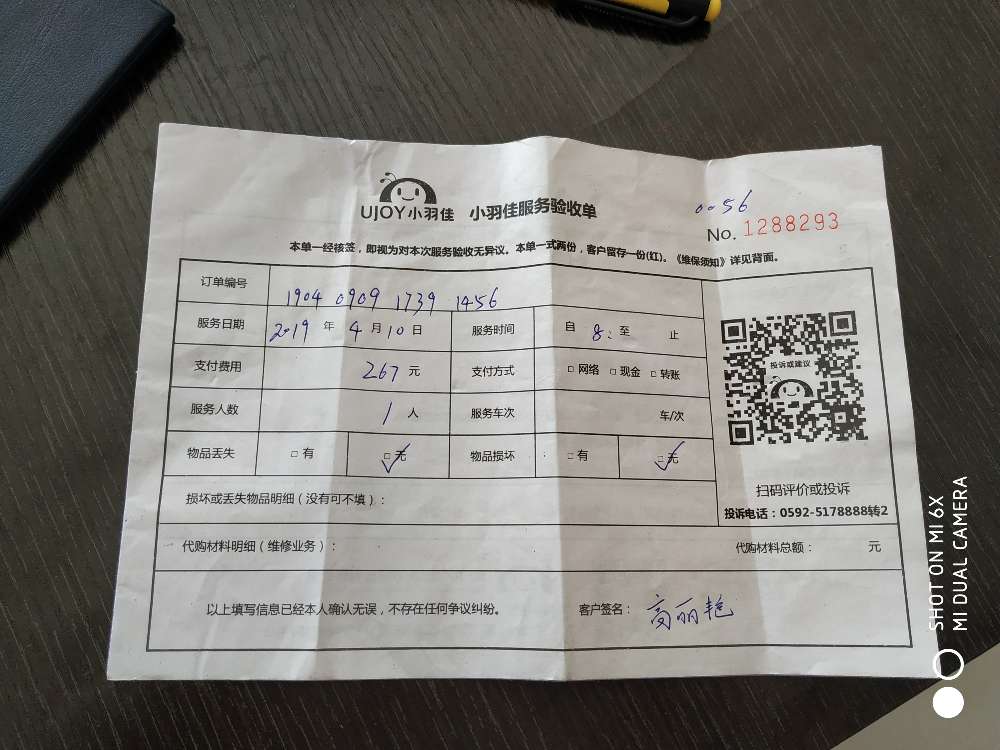 UJOY小羽佳 小羽佳服务验收单
0056
No. 1288293
本单一经核签，即视为对本次服务验收无异议。本单一式两份，客户留存一份(红)。《维保须知》详见背面。
订单编号 1904 0909 1739 1456
服务日期 2019 年 4 月 10 日 服务时间 自 8: 至 止
支付费用 267 元 支付方式 □ 网络 □ 现金 □ 转账
服务人数 1 人 服务车次 车/次
物品丢失 □ 有 □ 无 物品损坏 □ 有 □ 无
投诉或建议
扫码评价或投诉
投诉电话：0592-5178888转2
损坏或丢失物品明细（没有可不填）：
代购材料明细（维修业务）： 代购材料总额： 元
以上填写信息已经本人确认无误，不存在任何争议纠纷。 客户签名： 高丽艳
SHOT ON MI 6X
MI DUAL CAMERA